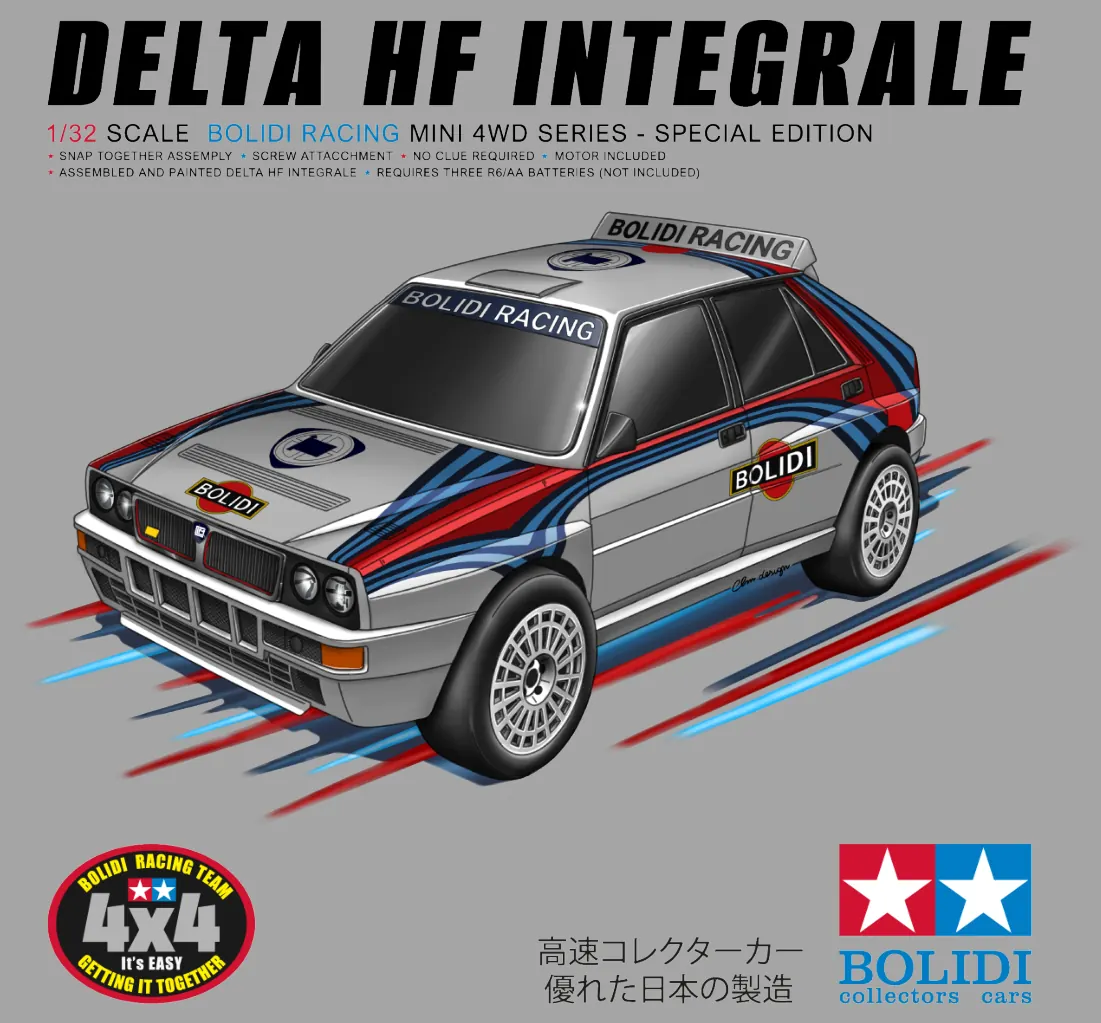 DELTA HF INTEGRALE
1/32 SCALE BOLIDI RACING MINI 4WD SERIES - SPECIAL EDITION
★ SNAP TOGETHER ASSEMPLY ★ SCREW ATTACCHMENT ★ NO CLUE REQUIRED ★ MOTOR INCLUDED
★ ASSEMBLED AND PAINTED DELTA HF INTEGRALE ★ REQUIRES THREE R6/AA BATTERIES (NOT INCLUDED)
BOLIDI RACING
BOLIDI RACING
BOLIDI
BOLIDI
BOLIDI RACING TEAM
4x4
It's EASY
GETTING IT TOGETHER
高速コレクターカー
優れた日本の製造
BOLIDI
collectors cars